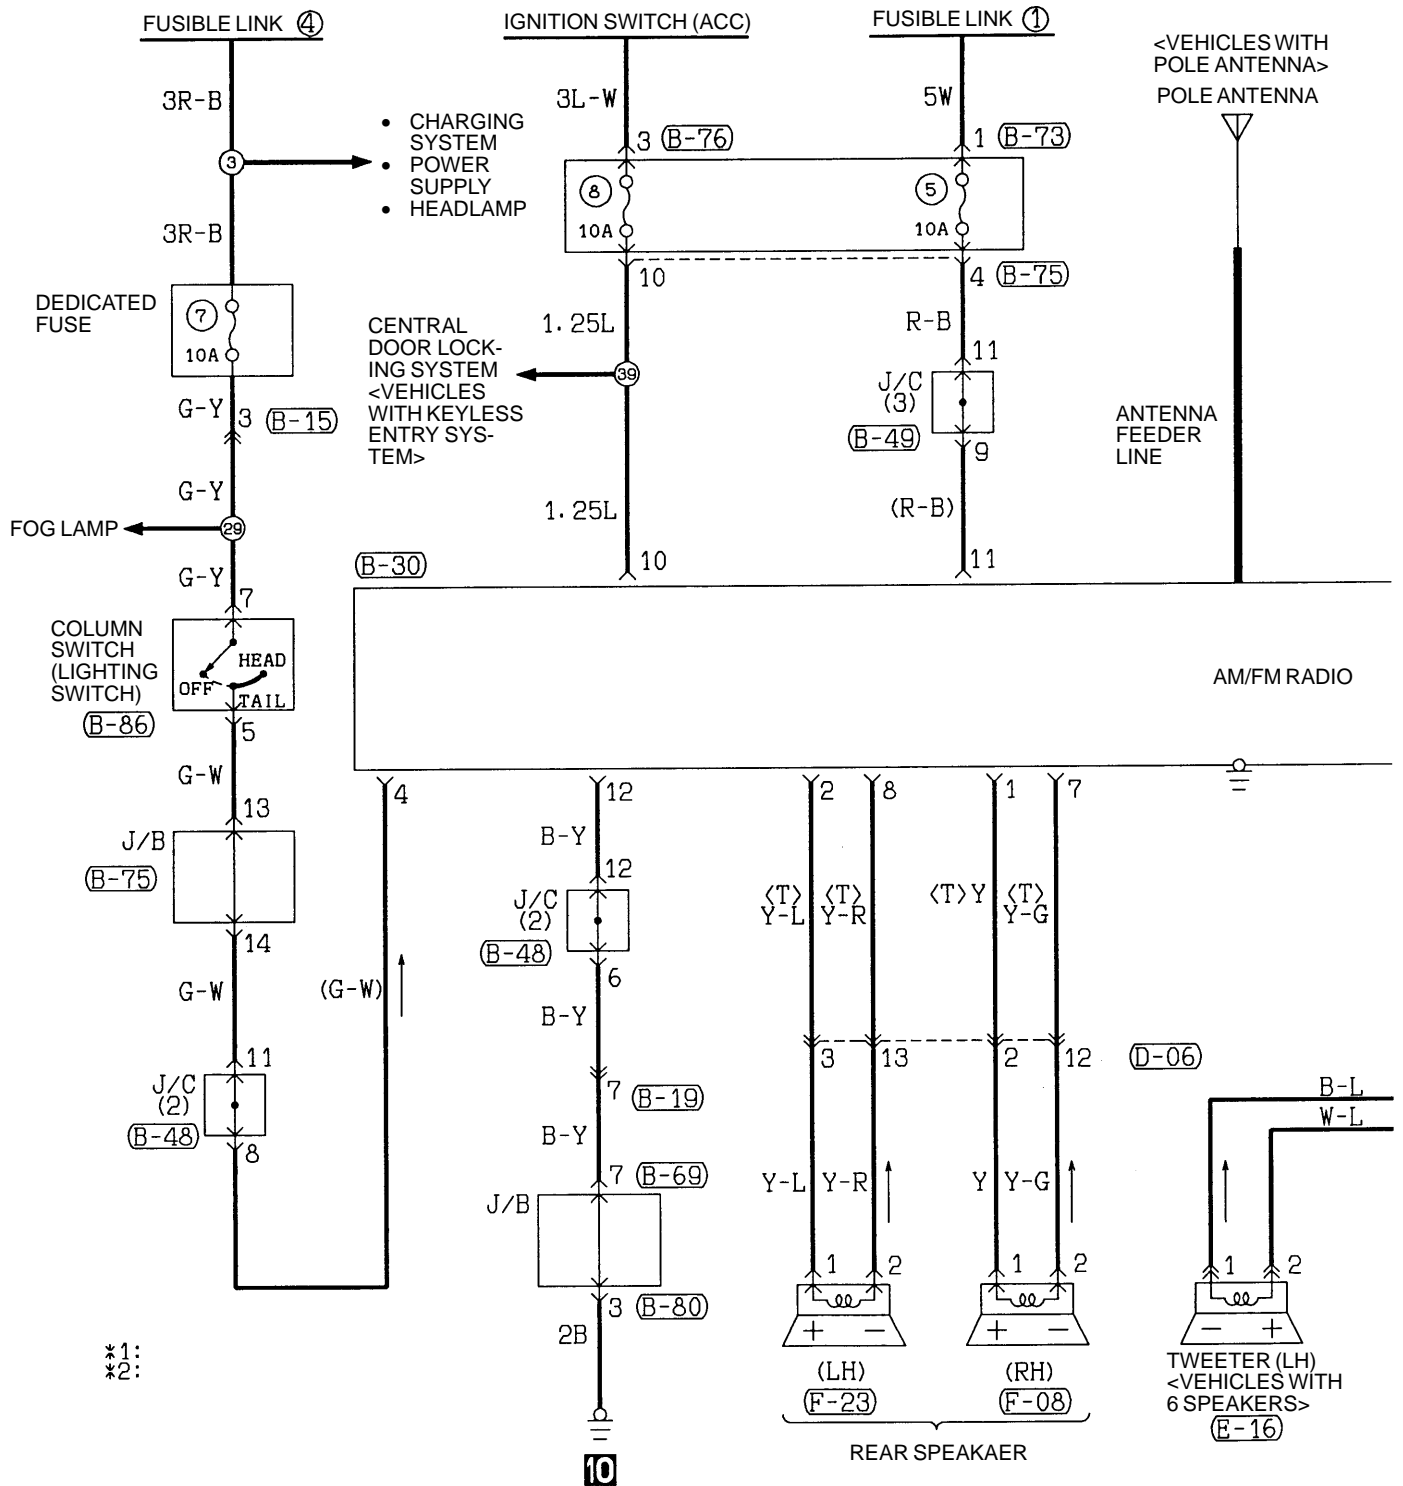 FUSIBLE LINK ④
IGNITION SWITCH (ACC)
FUSIBLE LINK ①
<VEHICLES WITH
POLE ANTENNA>
POLE ANTENNA
3R-B
3L-W
5W
3
• CHARGING
SYSTEM
• POWER
SUPPLY
• HEADLAMP
3 B-76
1 B-73
8
10A
5
10A
3R-B
10
4 B-75
DEDICATED
FUSE
7
10A
1.25L
R-B
CENTRAL
DOOR LOCK-
ING SYSTEM
<VEHICLES
WITH KEYLESS
ENTRY SYS-
TEM>
39
11
J/C
(3)
B-49
9
ANTENNA
FEEDER
LINE
G-Y
3 B-15
G-Y
1.25L
(R-B)
FOG LAMP
29
G-Y
B-30
10
11
7
COLUMN
SWITCH
(LIGHTING
SWITCH)
B-86
HEAD
OFF
TAIL
5
AM/FM RADIO
G-W
4
12
2
8
1
7
13
J/B
B-75
14
B-Y
12
J/C
(2)
B-48
6
<T>
Y-L
<T>
Y-R
<T>Y
<T>
Y-G
G-W
(G-W)
B-Y
11
J/C
(2)
B-48
8
7 B-19
3
13
2
12
D-06
B-L
W-L
B-Y
7 B-69
J/B
Y-L
Y-R
Y
Y-G
1
2
1
2
1
2
3 B-80
2B
+ −
+ −
− +
*1:
*2:
(LH)
F-23
(RH)
F-08
TWEETER (LH)
<VEHICLES WITH
6 SPEAKERS>
E-16
REAR SPEAKAER
10